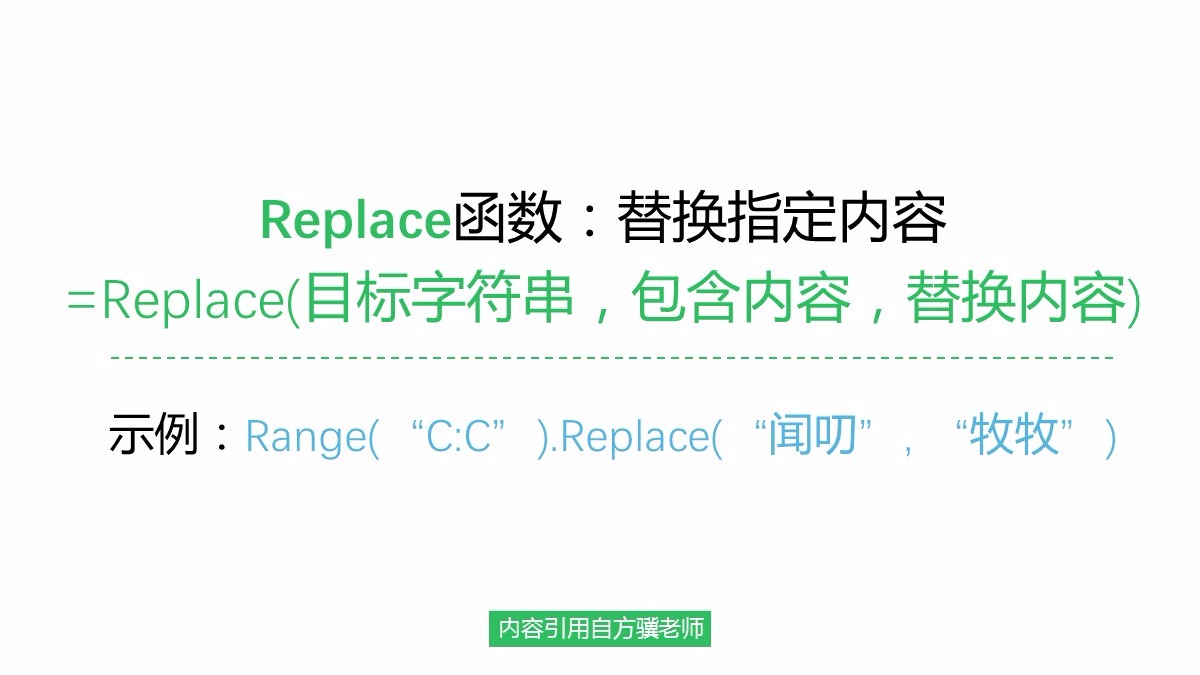 Replace函数：替换指定内容
=Replace(目标字符串，包含内容，替换内容)
示例：Range( “C:C” ).Replace( “闻叨” , “牧牧” )
内容引用自方骥老师